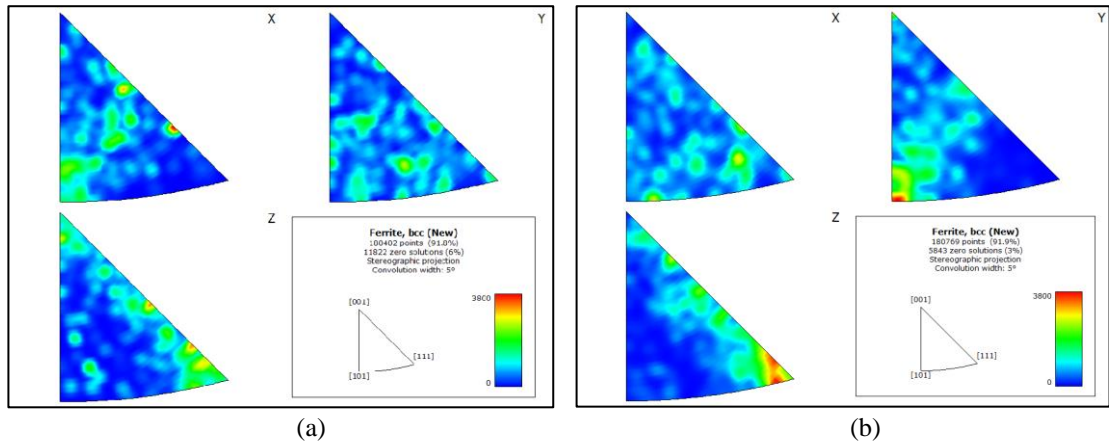 X
Y
Z
Ferrite, bcc (New)
100402 points (91.0%)
11822 zero solutions (6%)
Stereographic projection
Convolution width: 5°
[001]
[111]
[101]
3800
0
(a)
X
Y
Z
Ferrite, bcc (New)
180769 points (91.9%)
5843 zero solutions (3%)
Stereographic projection
Convolution width: 5°
[001]
[111]
[101]
3800
0
(b)